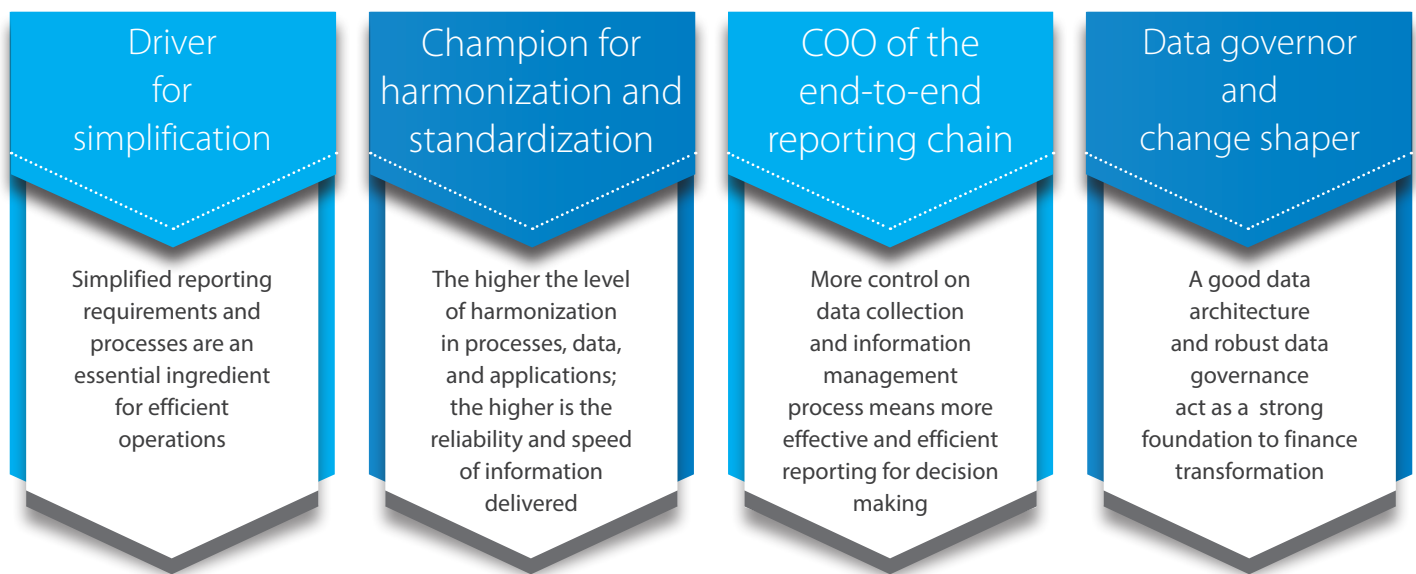 Driver
for
simplification
Simplified reporting
requirements and
processes are an
essential ingredient
for efficient
operations
Champion for
harmonization and
standardization
The higher the level
of harmonization
in processes, data,
and applications;
the higher is the
reliability and speed
of information
delivered
COO of the
end-to-end
reporting chain
More control on
data collection
and information
management
process means more
effective and efficient
reporting for decision
making
Data governor
and
change shaper
A good data
architecture
and robust data
governance
act as a strong
foundation to finance
transformation